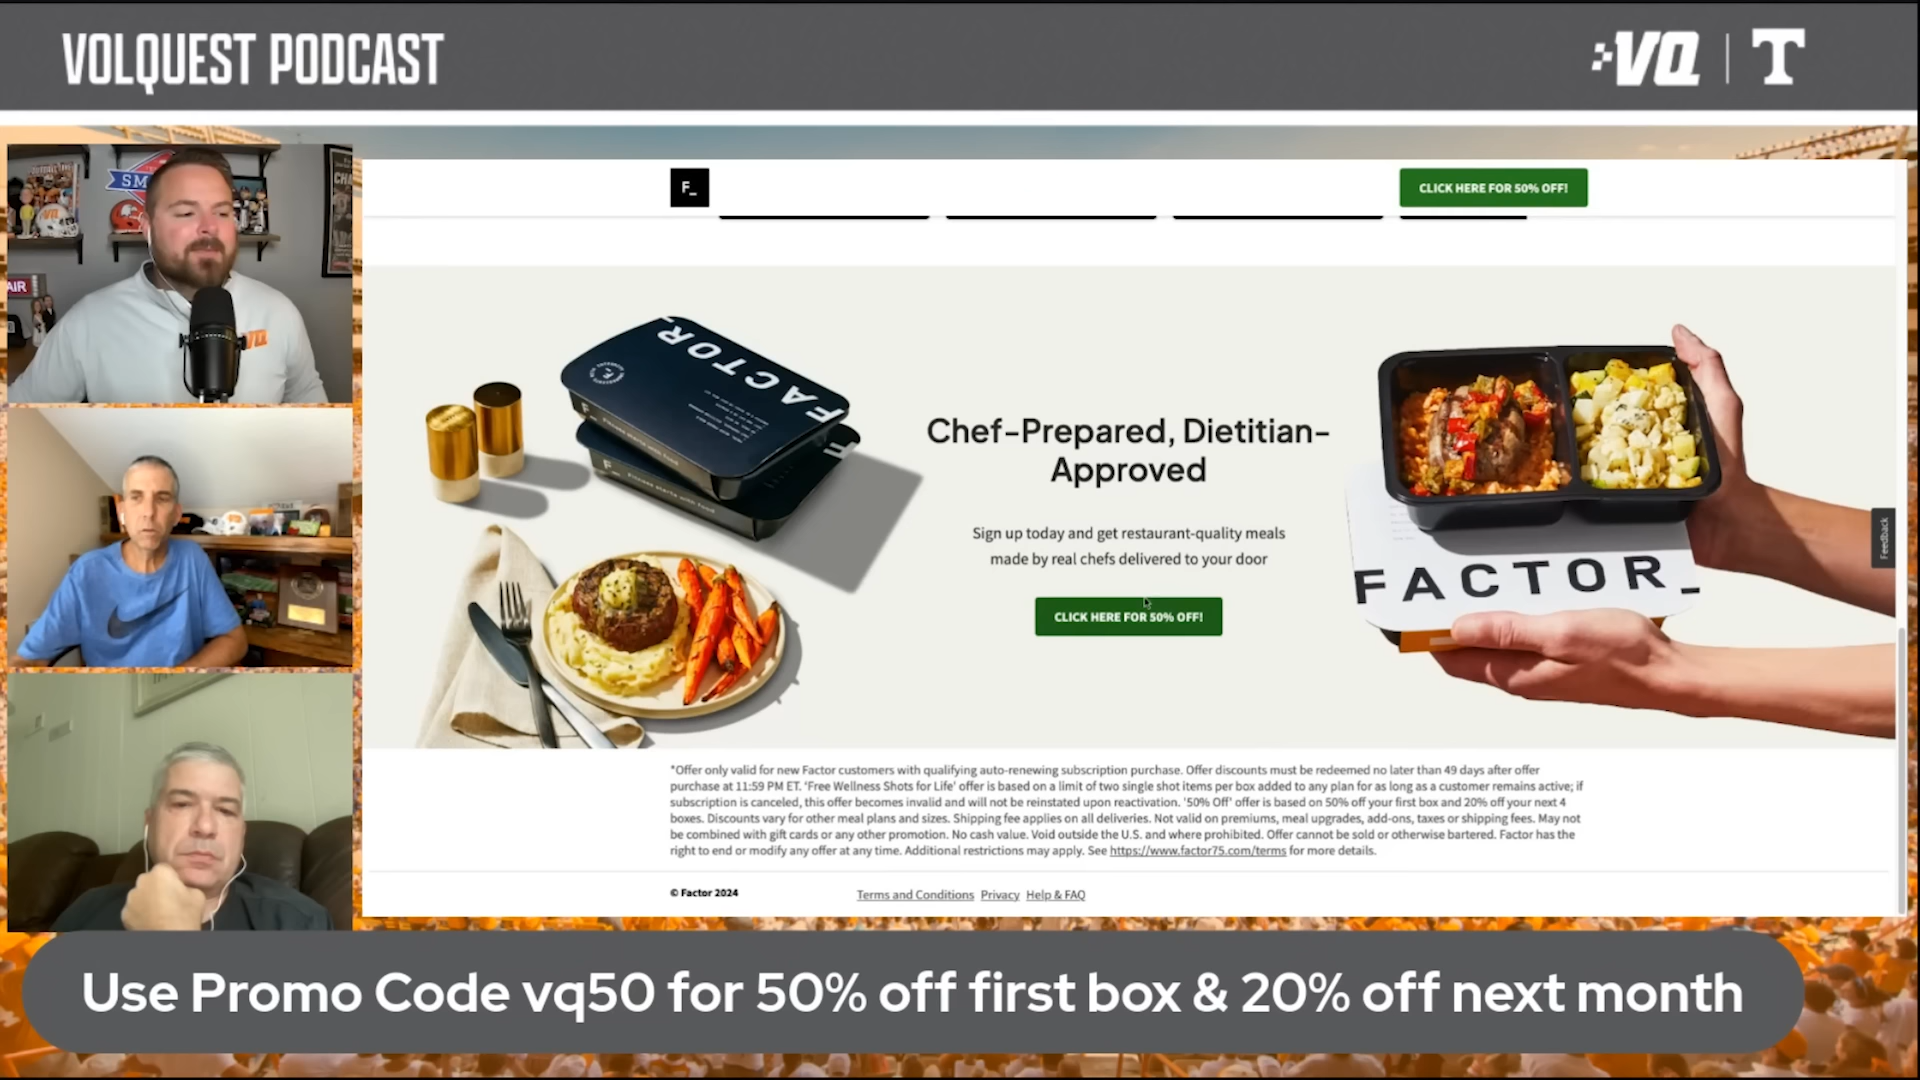 VOLQUEST PODCAST
VQ
T
SM
AIR
CHA
VQ
F_
CLICK HERE FOR 50% OFF!
FACTOR_
Chef-Prepared, Dietitian-
Approved
Sign up today and get restaurant-quality meals
made by real chefs delivered to your door
CLICK HERE FOR 50% OFF!
FACTOR_
Feedback
*Offer only valid for new Factor customers with qualifying auto-renewing subscription purchase. Offer discounts must be redeemed no later than 49 days after offer
purchase at 11:59 PM ET. 'Free Wellness Shots for Life' offer is based on a limit of two single shot items per box added to any plan for as long as a customer remains active; if
subscription is canceled, this offer becomes invalid and will not be reinstated upon reactivation. '50% Off' offer is based on 50% off your first box and 20% off your next 4
boxes. Discounts vary for other meal plans and sizes. Shipping fee applies on all deliveries. Not valid on premiums, meal upgrades, add-ons, taxes or shipping fees. May not
be combined with gift cards or any other promotion. No cash value. Void outside the U.S. and where prohibited. Offer cannot be sold or otherwise bartered. Factor has the
right to end or modify any offer at any time. Additional restrictions may apply. See https://www.factor75.com/terms for more details.
© Factor 2024
Terms and Conditions Privacy Help & FAQ
Use Promo Code vq50 for 50% off first box & 20% off next month